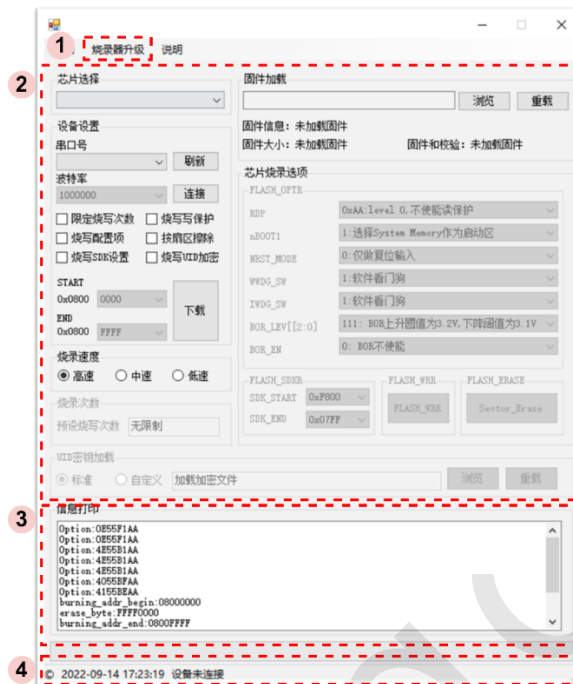 1 烧录器升级 说明
2
芯片选择
固件加载
浏览 重载
设备设置
固件信息: 未加载固件
串口号
固件大小: 未加载固件 固件和校验: 未加载固件
刷新
波特率
1000000 连接
芯片烧录选项
FLASH_OPTR
限定烧写次数 烧写写保护
烧写配置项 按扇区擦除
烧写SDK设置 烧写UID加密
RDP 0xAA:level 0,不使能读保护
nBOOT1 1:选择System Memory作为启动区
NRST_MODE 0:仅做复位输入
WWDG_SW 1:软件看门狗
IWDG_SW 1:软件看门狗
BOR_LEV[[2:0] 111: BOR上升阈值为3.2V,下降阈值为3.1V
BOR_EN 0: BOR不使能
START
0x0800 0000
END
0x0800 FFFF
下载
烧录速度
高速 中速 低速
烧录次数
预设烧写次数 无限制
FLASH_SDKR FLASH_WRR FLASH_ERASE
SDK_START 0xF800
SDK_END 0x07FF
FLASH_WRR Sector_Erase
UID密钥加载
标准 自定义 加载加密文件 浏览 重载
3
信息打印
Option:0E55F1AA
Option:0E55F1AA
Option:4E55B1AA
Option:4E55B1AA
Option:4E55B1AA
Option:4055BFAA
Option:4155BEAA
burning_addr_begin:08000000
erase_byte:FFFF0000
burning_addr_end:0800FFFF
4
© 2022-09-14 17:23:19 设备未连接